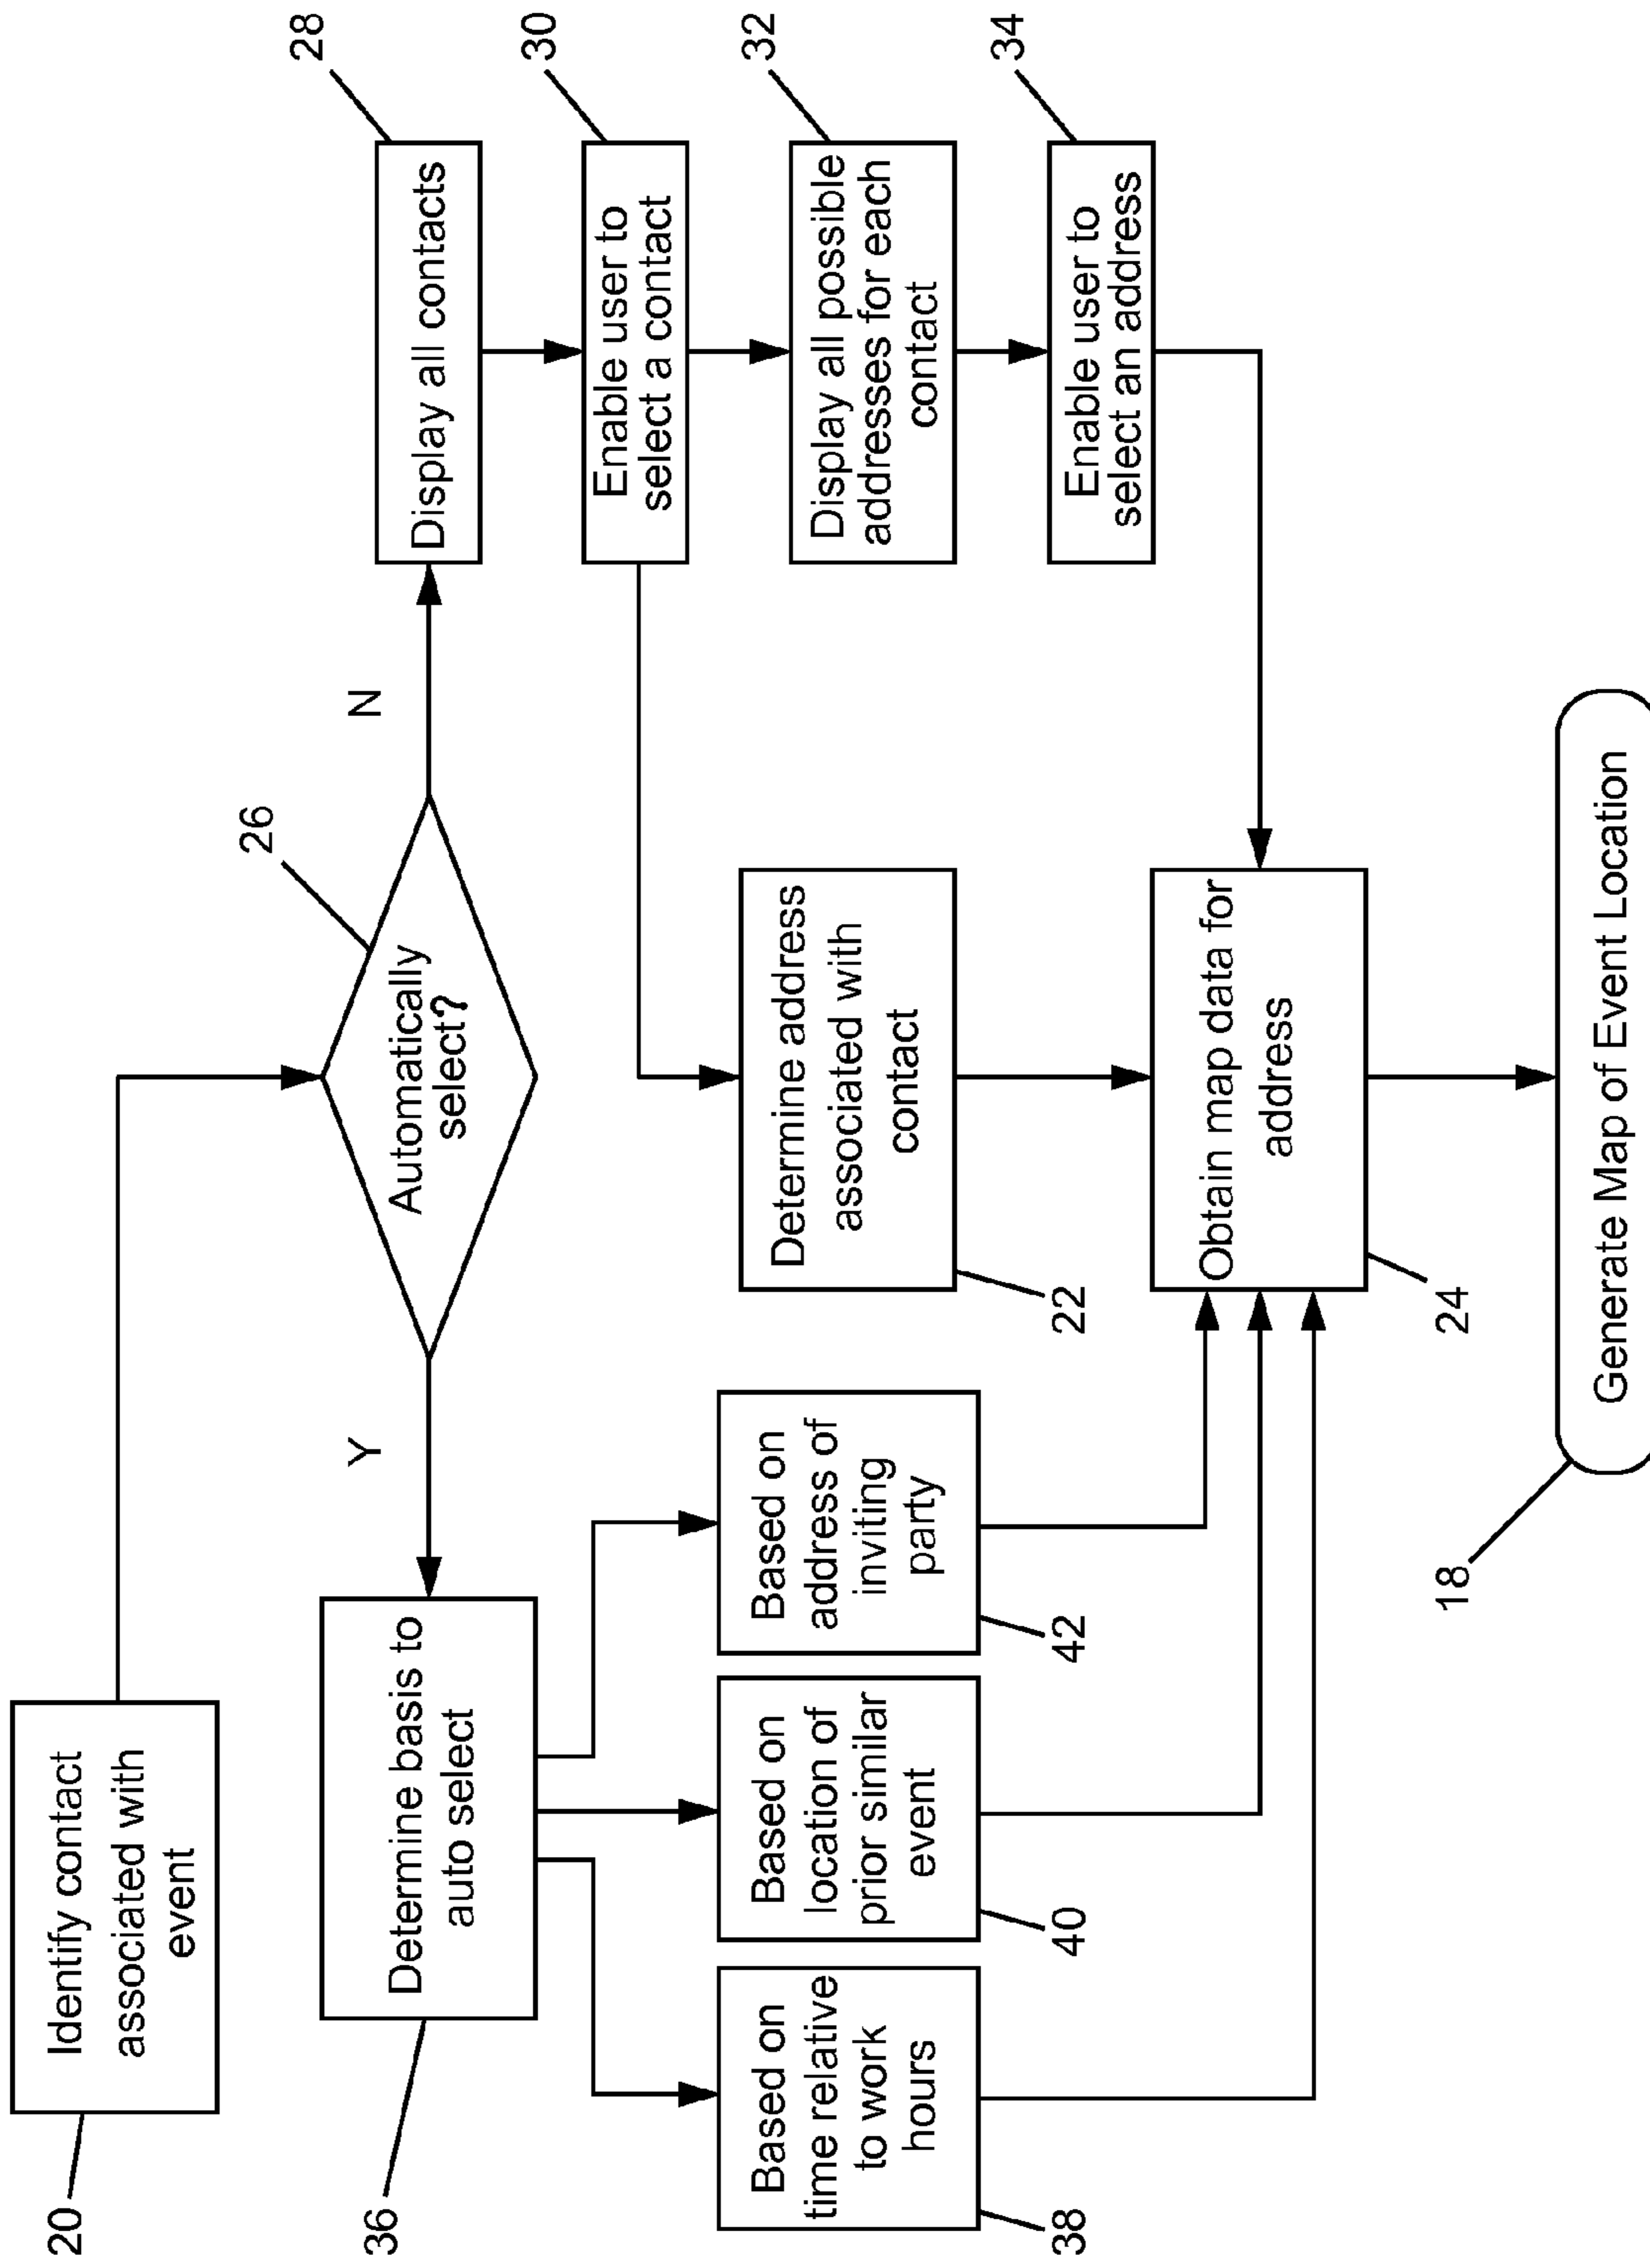 20
Identify contact
associated with
event
26
Automatically
select?
Y
N
28
Display all contacts
30
Enable user to
select a contact
32
Display all possible
addresses for each
contact
34
Enable user to
select an address
36
Determine basis to
auto select
38
Based on
time relative
to work
hours
40
Based on
location of
prior similar
event
42
Based on
address of
inviting
party
22
Determine address
associated with
contact
24
Obtain map data for
address
18
Generate Map of Event Location